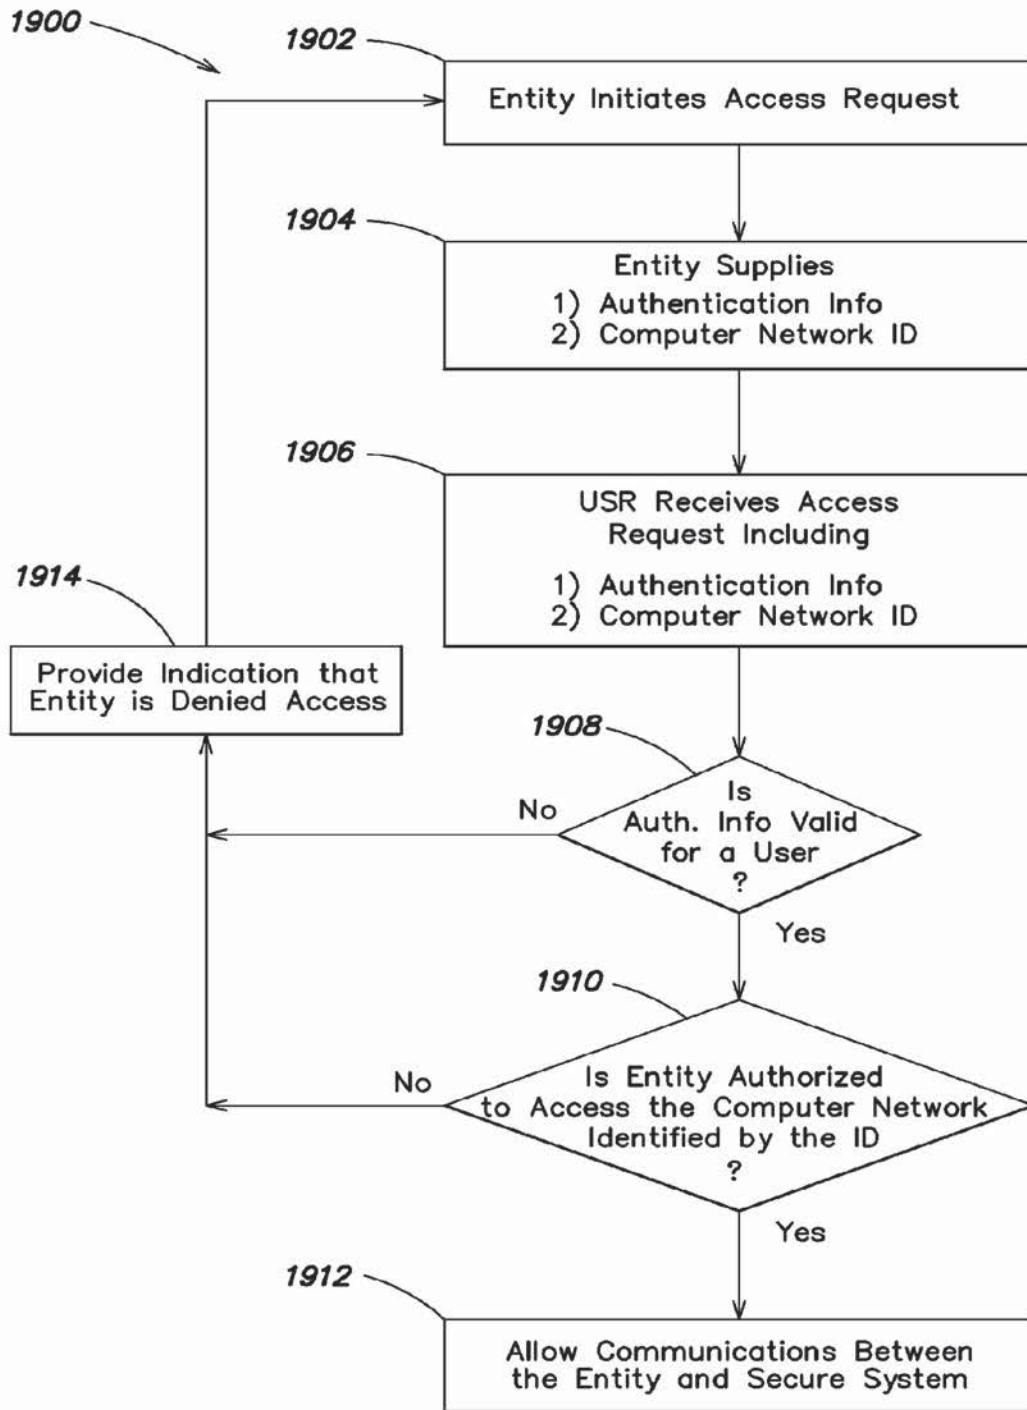 1900
1902
Entity Initiates Access Request
1904
Entity Supplies
1) Authentication Info
2) Computer Network ID
1906
USR Receives Access
Request Including
1) Authentication Info
2) Computer Network ID
1914
Provide Indication that
Entity is Denied Access
1908
Is
Auth. Info Valid
for a User
?
No
Yes
1910
Is Entity Authorized
to Access the Computer Network
Identified by the ID
?
No
Yes
1912
Allow Communications Between
the Entity and Secure System